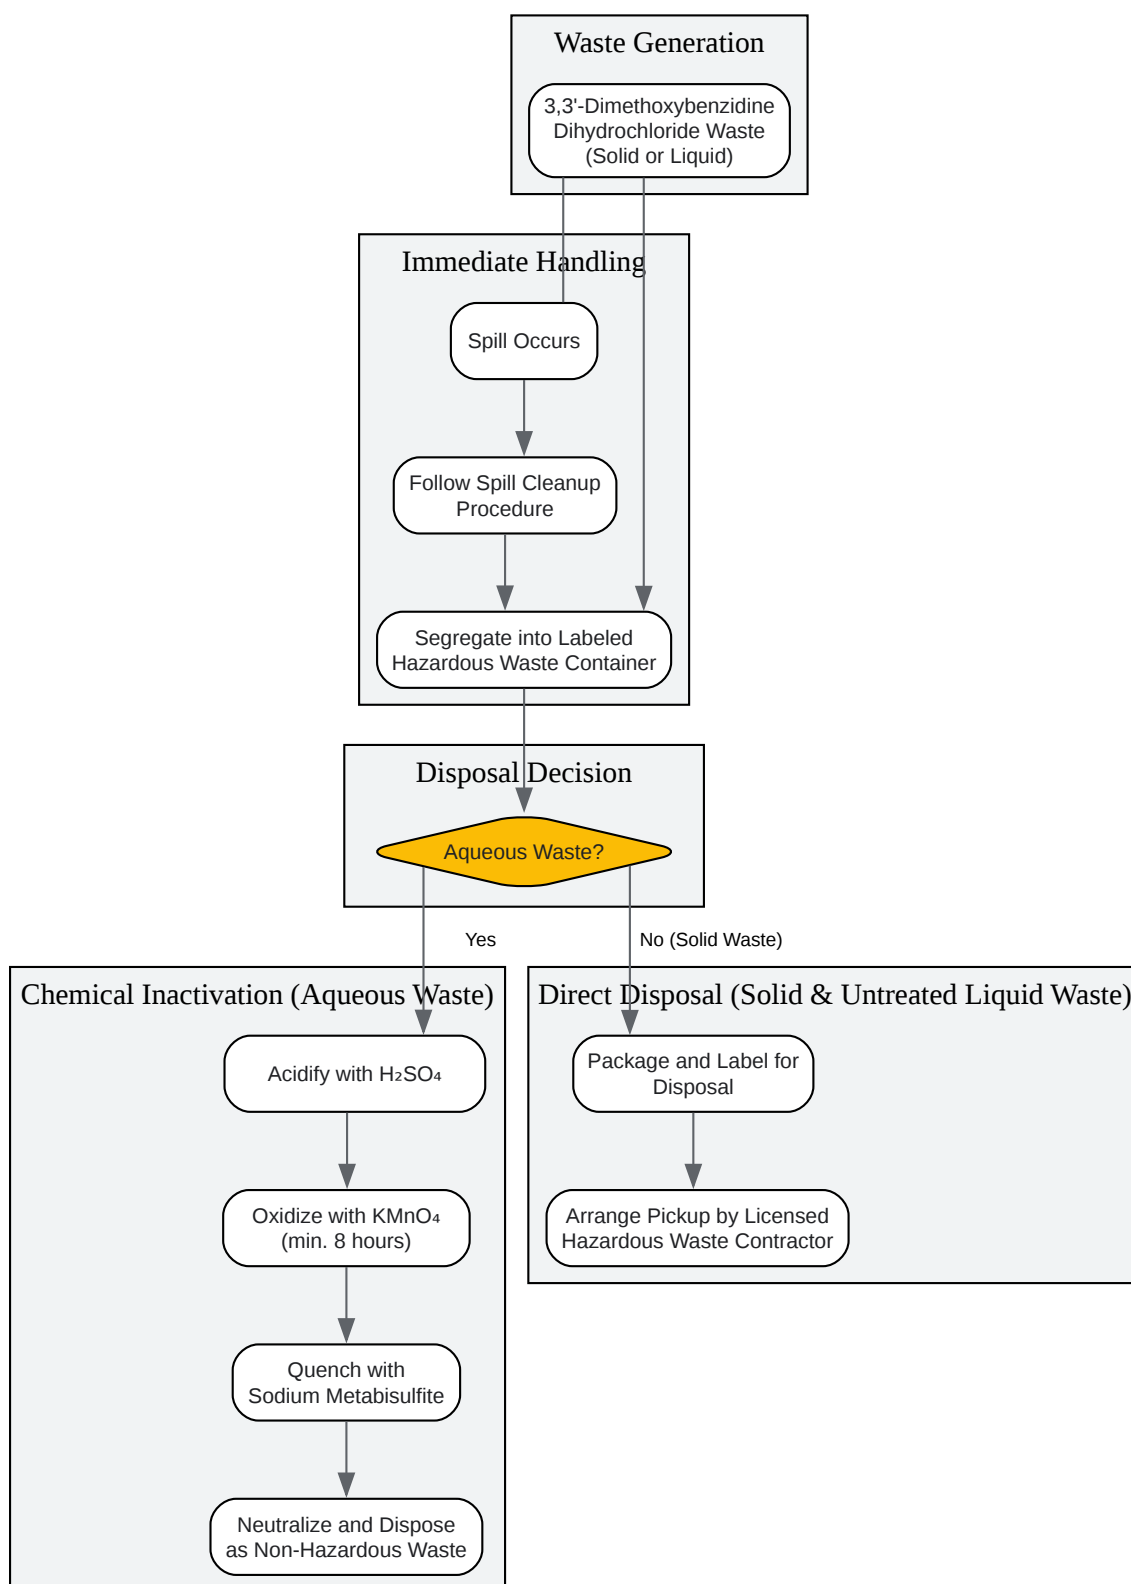 Waste Generation
3,3'-Dimethoxybenzidine
Dihydrochloride Waste
(Solid or Liquid)
Immediate Handling
Spill Occurs
Follow Spill Cleanup
Procedure
Segregate into Labeled
Hazardous Waste Container
Disposal Decision
Aqueous Waste?
Yes
No (Solid Waste)
Chemical Inactivation (Aqueous Waste)
Acidify with H₂SO₄
Oxidize with KMnO₄
(min. 8 hours)
Quench with
Sodium Metabisulfite
Neutralize and Dispose
as Non-Hazardous Waste
Direct Disposal (Solid & Untreated Liquid Waste)
Package and Label for
Disposal
Arrange Pickup by Licensed
Hazardous Waste Contractor